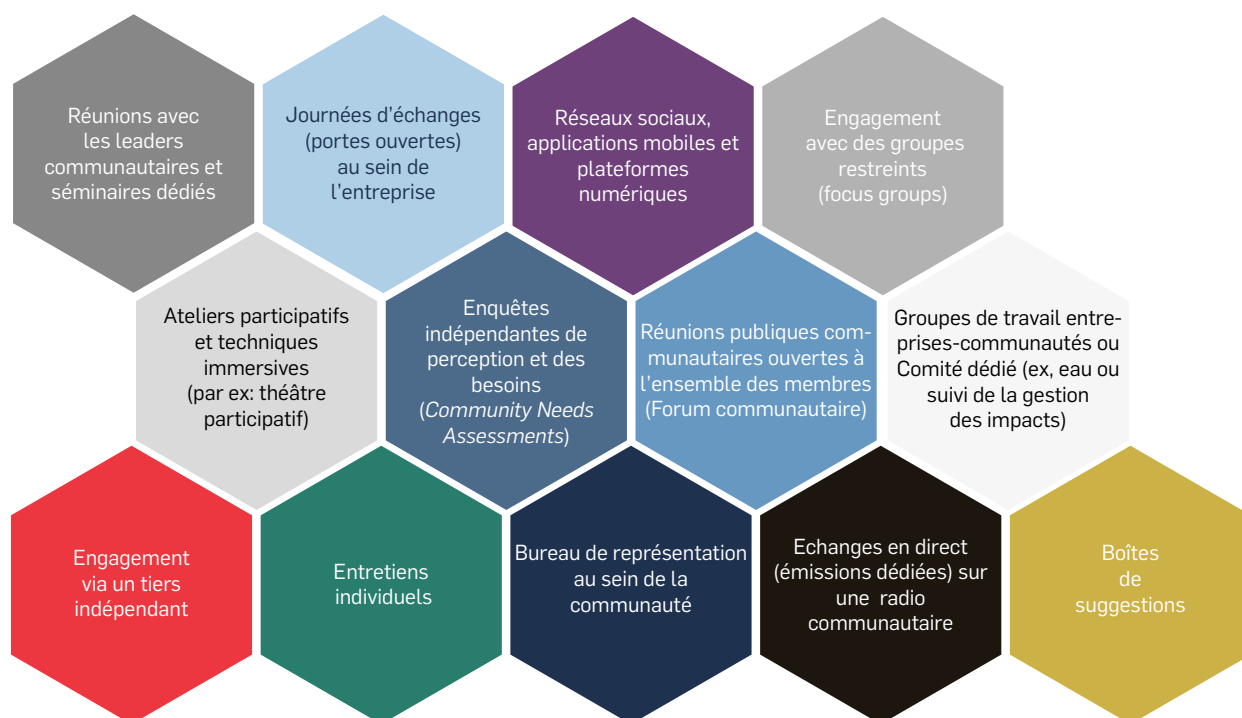 Réunions avec
les leaders
communautaires et
séminaires dédiés
Journées d'échanges
(portes ouvertes)
au sein de
l'entreprise
Réseaux sociaux,
applications mobiles et
plateformes
numériques
Engagement
avec des groupes
restreints
(focus groups)
Ateliers participatifs
et techniques
immersives
(par ex: théâtre
participatif)
Enquêtes
indépendantes de
perception et des
besoins
(Community Needs
Assessments)
Réunions publiques com-
munautaires ouvertes à
l'ensemble des membres
(Forum communautaire)
Groupes de travail entre-
prises-communautés ou
Comité dédié (ex, eau ou
suivi de la gestion
des impacts)
Engagement
via un tiers
indépendant
Entretiens
individuels
Bureau de représentation
au sein de la
communauté
Echanges en direct
(émissions dédiées) sur
une radio
communautaire
Boîtes
de
suggestions